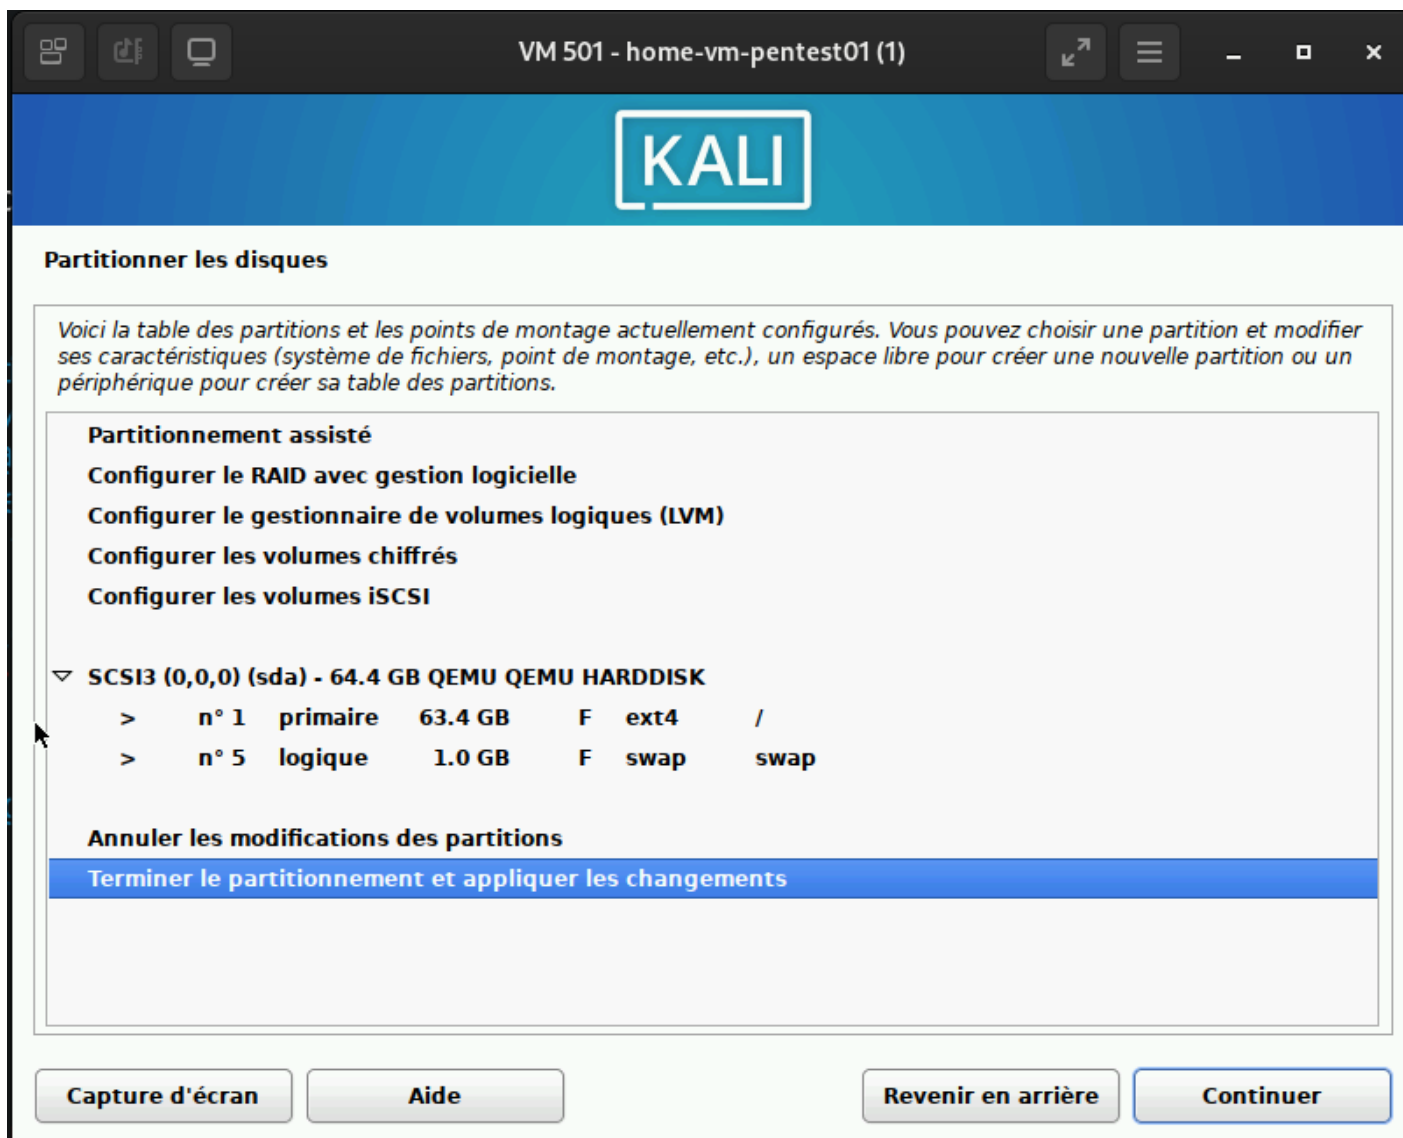 VM 501 - home-vm-pentest01 (1)
KALI
Partitionner les disques
Voici la table des partitions et les points de montage actuellement configurés. Vous pouvez choisir une partition et modifier
ses caractéristiques (système de fichiers, point de montage, etc.), un espace libre pour créer une nouvelle partition ou un
périphérique pour créer sa table des partitions.
Partitionnement assisté
Configurer le RAID avec gestion logicielle
Configurer le gestionnaire de volumes logiques (LVM)
Configurer les volumes chiffrés
Configurer les volumes iSCSI
SCSI3 (0,0,0) (sda) - 64.4 GB QEMU QEMU HARDDISK
> n° 1 primaire 63.4 GB F ext4 /
> n° 5 logique 1.0 GB F swap swap
Annuler les modifications des partitions
Terminer le partitionnement et appliquer les changements
Capture d'écran Aide Revenir en arrière Continuer